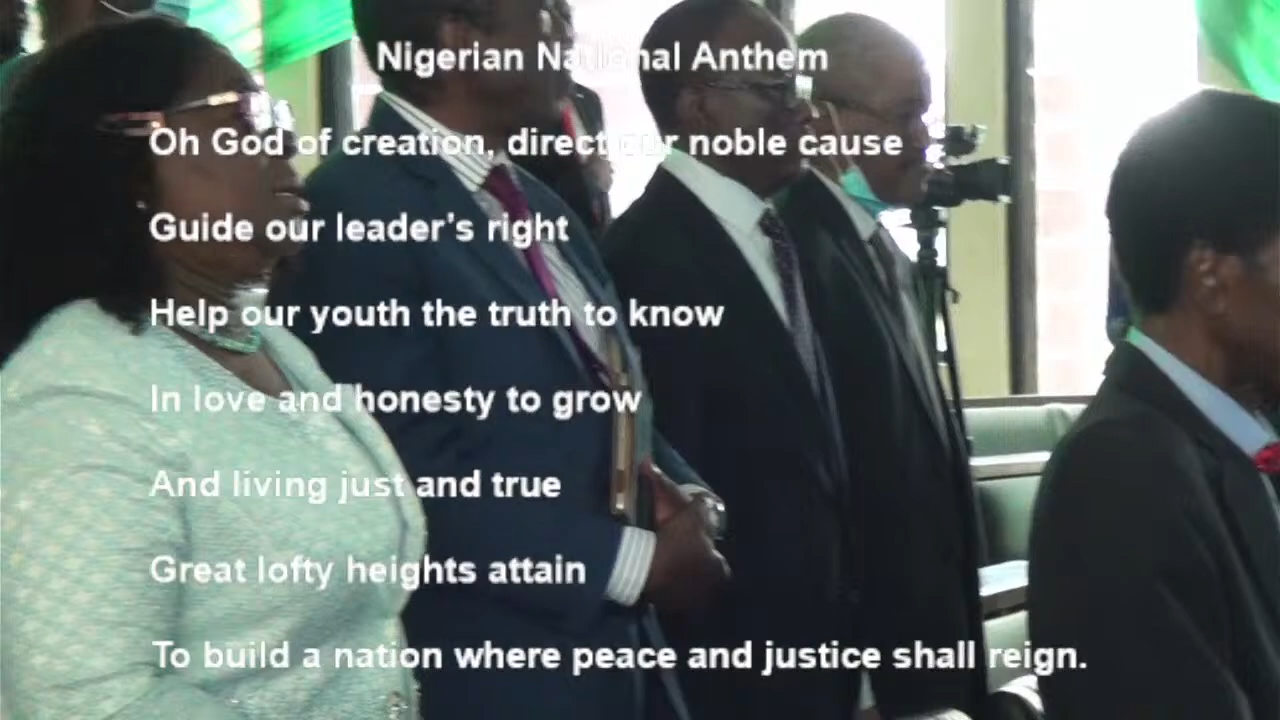 Nigerian National Anthem
Oh God of creation, direct our noble cause
Guide our leader’s right
Help our youth the truth to know
In love and honesty to grow
And living just and true
Great lofty heights attain
To build a nation where peace and justice shall reign.